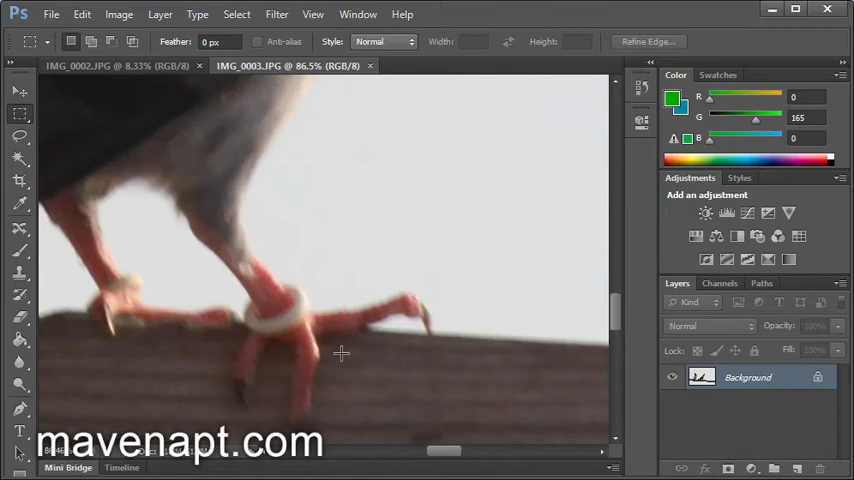 Ps File Edit Image Layer Type Select Filter View Window Help
Feather: 0 px Anti-alias Style: Normal Width: Height: Refine Edge...
IMG_0002.JPG @ 8.33% (RGB/8) × IMG_0003.JPG @ 86.5% (RGB/8) ×
Color Swatches
R 0
G 165
B 0
Adjustments Styles
Add an adjustment
Layers Channels Paths
Kind
Normal Opacity: 100%
Lock: Fill: 100%
Background
mavenapt.com
Mini Bridge Timeline